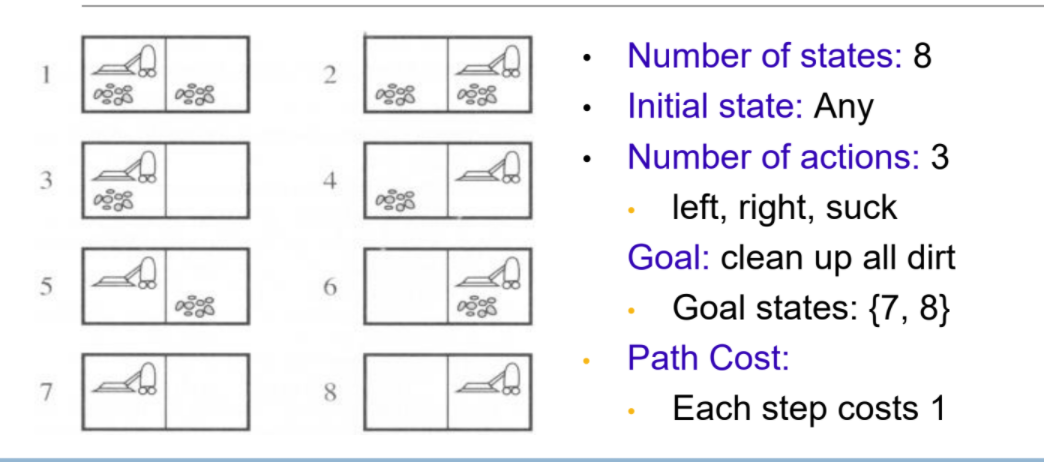 1
2
3
4
5
6
7
8
• Number of states: 8
• Initial state: Any
• Number of actions: 3
• left, right, suck
Goal: clean up all dirt
• Goal states: {7, 8}
• Path Cost:
• Each step costs 1